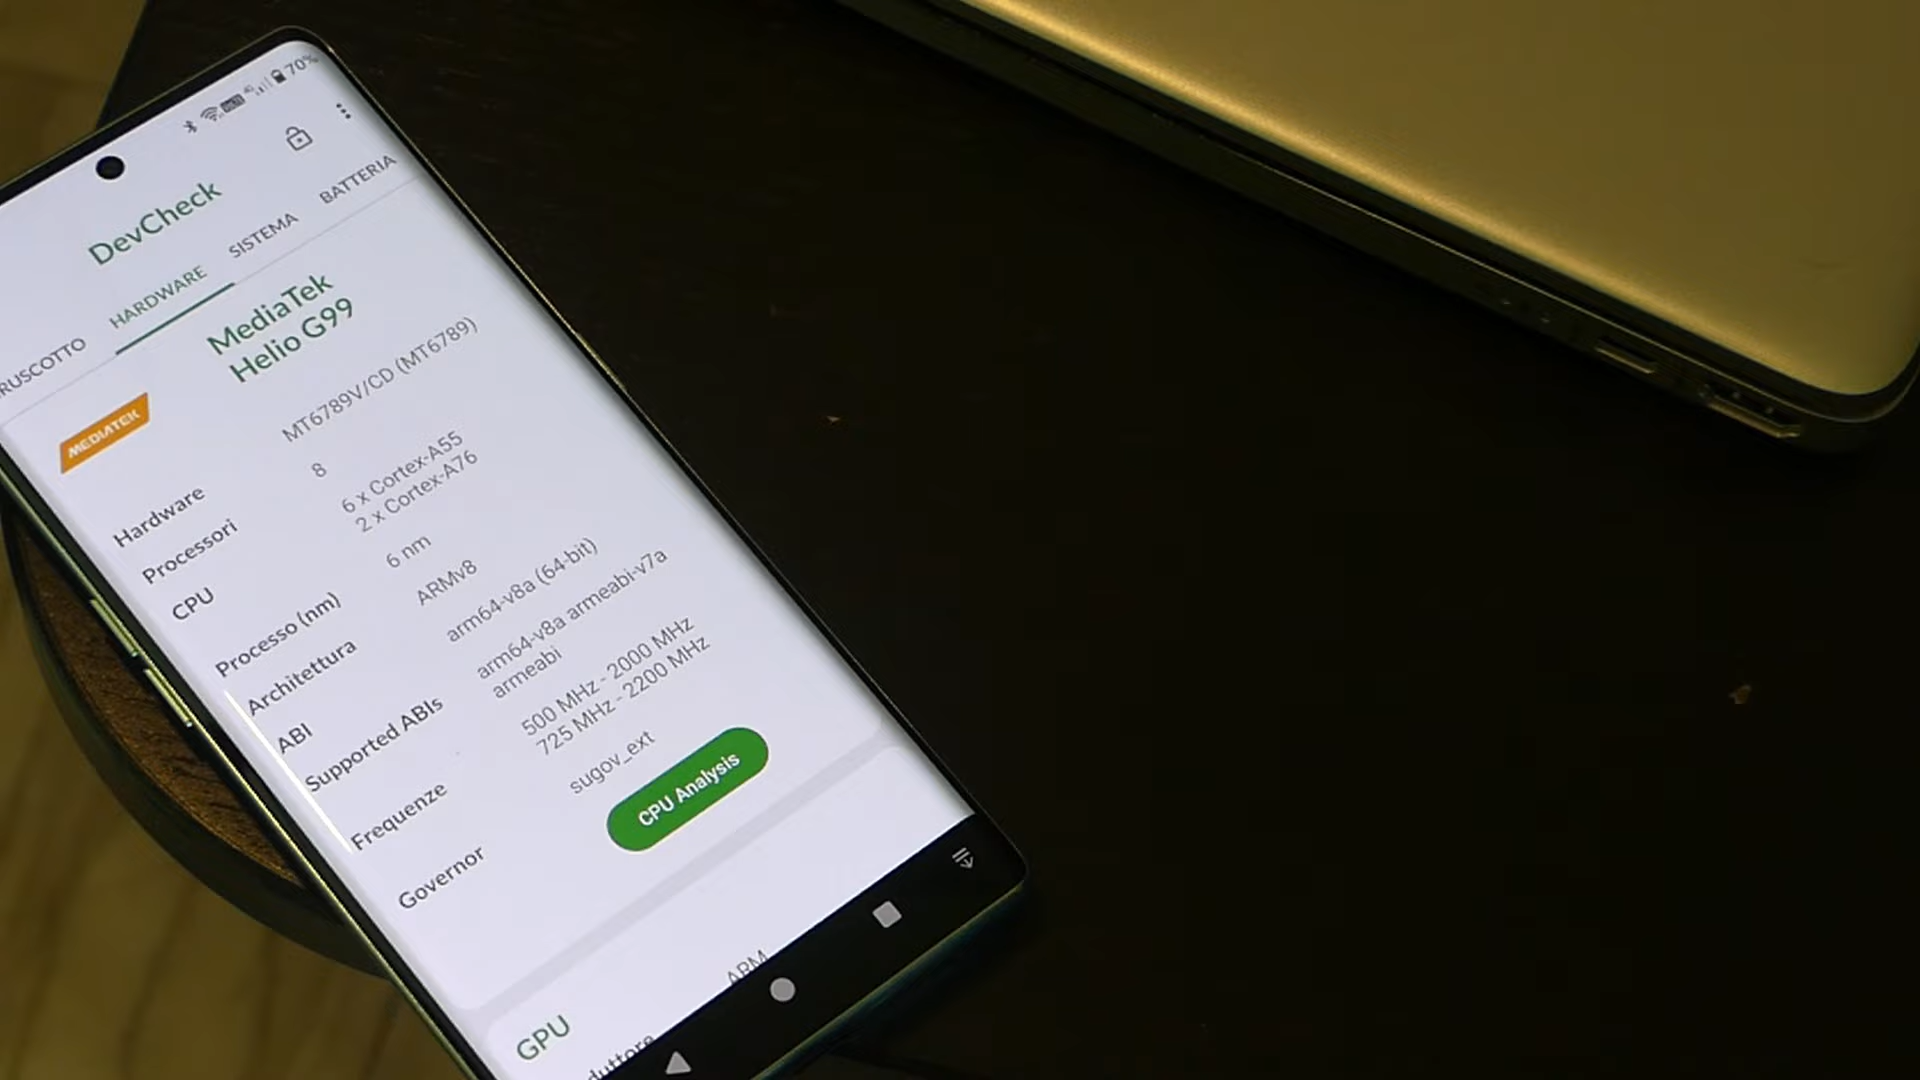 70%
DevCheck
RUSCOTTO HARDWARE SISTEMA BATTERIA
MediaTek
Helio G99
MEDIATEK
Hardware MT6789V/CD (MT6789)
Processori 8
CPU 6 x Cortex-A55
2 x Cortex-A76
Processo (nm) 6 nm
Architettura ARMv8
ABI arm64-v8a (64-bit)
Supported ABIs arm64-v8a armeabi-v7a
armeabi
Frequenze 500 MHz - 2000 MHz
725 MHz - 2200 MHz
Governor sugov_ext
CPU Analysis
GPU
duttore ARM